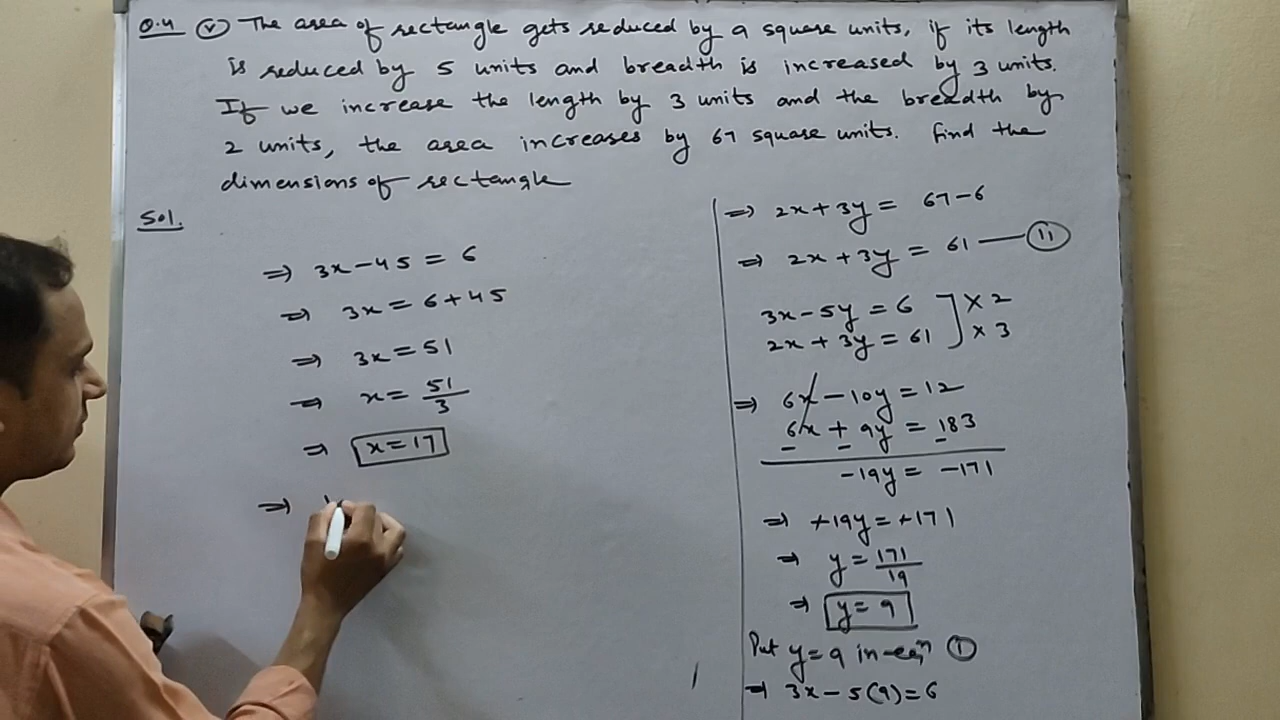 Q.4 (v) The area of rectangle gets reduced by 9 square units, if its length
is reduced by 5 units and breadth is increased by 3 units.
If we increase the length by 3 units and the breadth by
2 units, the area increases by 67 square units. Find the
dimensions of rectangle
Sol.
⇒ 3x-45 = 6
⇒ 3x = 6+45
⇒ 3x = 51
⇒ x = 51/3
⇒ x = 17
⇒
⇒ 2x+3y = 67-6
⇒ 2x+3y = 61 — (ii)
3x-5y = 6 ] × 2
2x+3y = 61 ] × 3
⇒ 6x-10y = 12
6x + 9y = 183
- - -
-19y = -171
⇒ +19y = +171
⇒ y = 171/19
⇒ y = 9
Put y=9 in eqn (i)
⇒ 3x-5(9) = 6